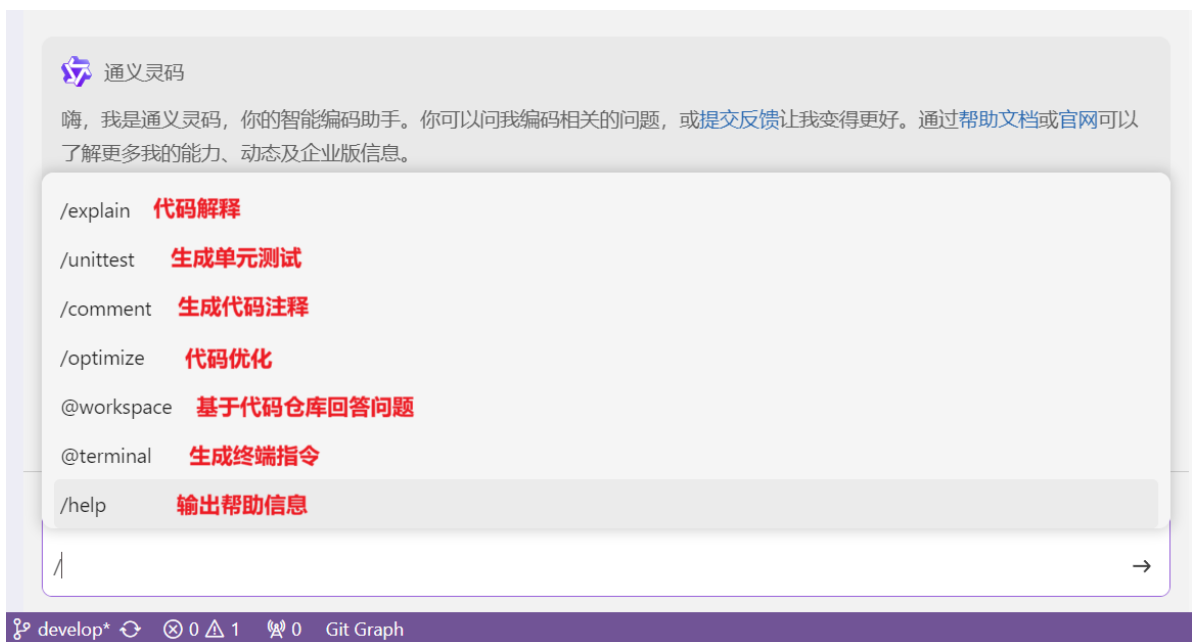 通义灵码
嗨，我是通义灵码，你的智能编码助手。你可以问我编码相关的问题，或提交反馈让我变得更好。通过帮助文档或官网可以
了解更多我的能力、动态及企业版信息。
/explain 代码解释
/unittest 生成单元测试
/comment 生成代码注释
/optimize 代码优化
@workspace 基于代码仓库回答问题
@terminal 生成终端指令
/help 输出帮助信息
/
develop* 0 1 0 Git Graph